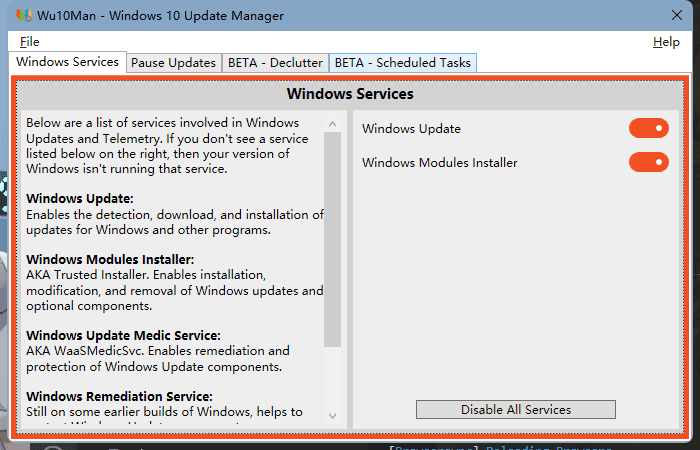 Wu10Man - Windows 10 Update Manager
File
Help
Windows Services
Pause Updates
BETA - Declutter
BETA - Scheduled Tasks
Windows Services
Below are a list of services involved in Windows
Updates and Telemetry. If you don't see a service
listed below on the right, then your version of
Windows isn't running that service.
Windows Update:
Enables the detection, download, and installation of
updates for Windows and other programs.
Windows Modules Installer:
AKA Trusted Installer. Enables installation,
modification, and removal of Windows updates and
optional components.
Windows Update Medic Service:
AKA WaaSMedicSvc. Enables remediation and
protection of Windows Update components.
Windows Remediation Service:
Still on some earlier builds of Windows, helps to
Windows Update
Windows Modules Installer
Disable All Services